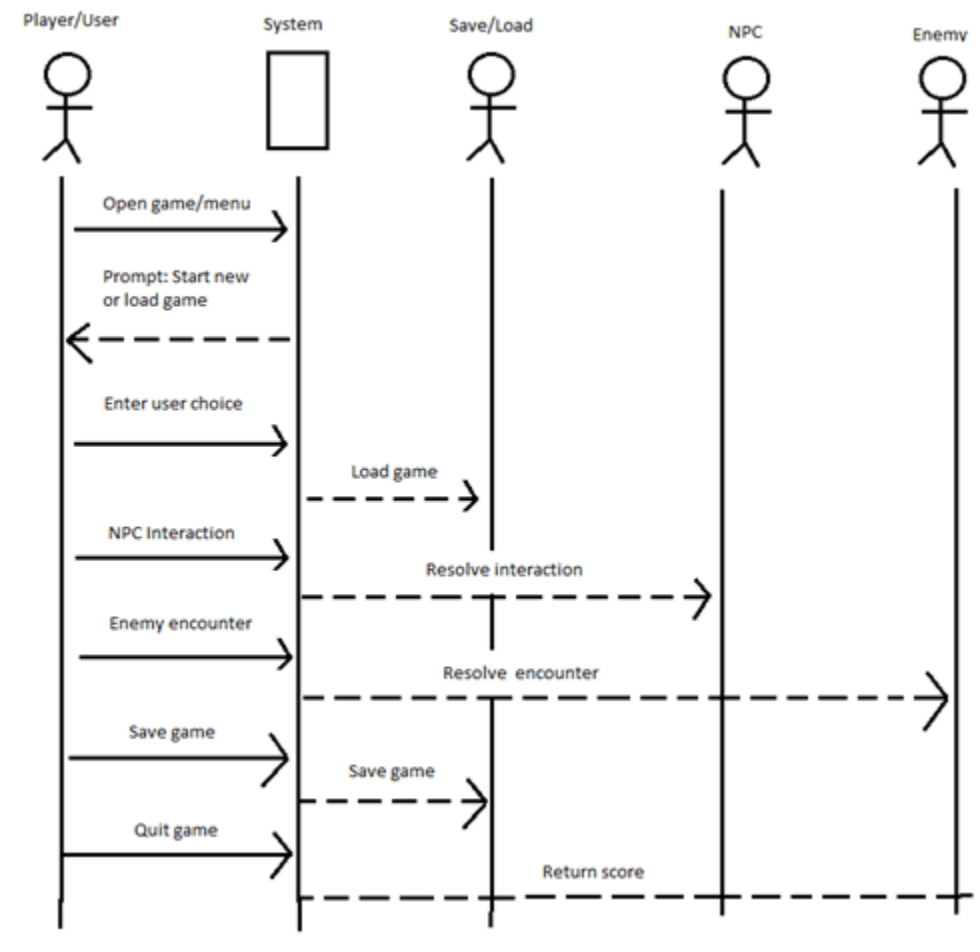 Player/User
System
Save/Load
NPC
Enemy
Open game/menu
Prompt: Start new
or load game
Enter user choice
Load game
NPC Interaction
Resolve interaction
Enemy encounter
Resolve encounter
Save game
Save game
Quit game
Return score